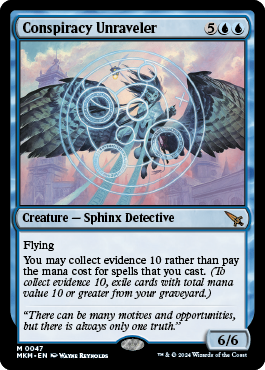 Conspiracy Unraveler 5
Creature — Sphinx Detective
Flying
You may collect evidence 10 rather than pay
the mana cost for spells that you cast. (To
collect evidence 10, exile cards with total mana
value 10 or greater from your graveyard.)
“There can be many motives and opportunities,
but there is always only one truth.”
6/6
M 0047
MKM • EN Wayne Reynolds
™ & © 2024 Wizards of the Coast